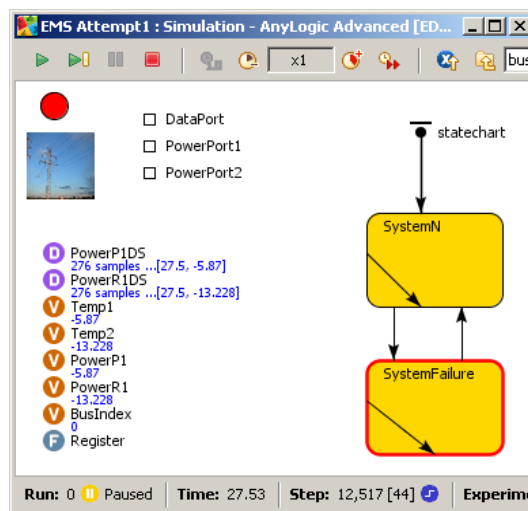 EMS Attempt1 : Simulation - AnyLogic Advanced [ED...
x1
bus
DataPort
PowerPort1
PowerPort2
statechart
SystemN
PowerP1DS
276 samples ...[27.5, -5.87]
PowerR1DS
276 samples ...[27.5, -13.228]
Temp1
-5.87
Temp2
-13.228
PowerP1
-5.87
PowerR1
-13.228
BusIndex
0
Register
SystemFailure
D
D
V
V
V
V
V
F
Run: 0 Paused Time: 27.53 Step: 12,517 [44] Experime